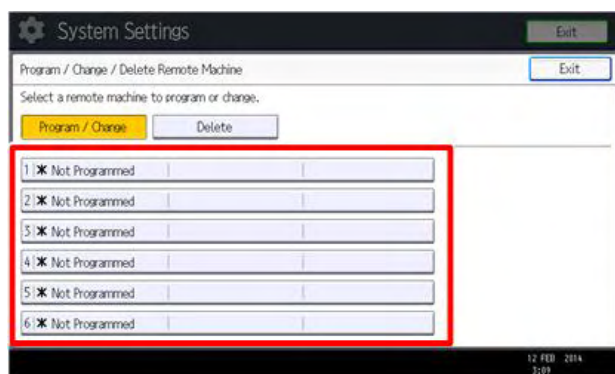 System Settings
Exit
Program / Change / Delete Remote Machine
Exit
Select a remote machine to program or change.
Program / Change
Delete
1 * Not Programmed
2 * Not Programmed
3 * Not Programmed
4 * Not Programmed
5 * Not Programmed
6 * Not Programmed
12 FEB 2014
3:09